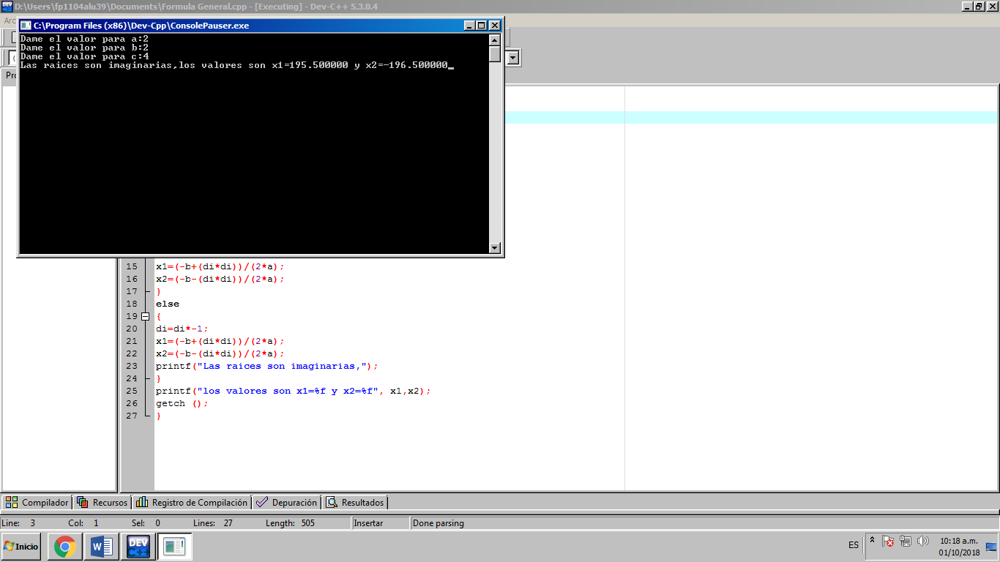 D:\Users\fp1104alu39\Documents\Formula General.cpp - [Executing] - Dev-C++ 5.3.0.4
C:\Program Files (x86)\Dev-Cpp\ConsolePauser.exe
Dame el valor para a:2
Dame el valor para b:2
Dame el valor para c:4
Las raices son imaginarias,los valores son x1=195.500000 y x2=-196.500000_
15 x1=(-b+(di*di))/(2*a);
16 x2=(-b-(di*di))/(2*a);
17 }
18 else
19 {
20 di=di*-1;
21 x1=(-b+(di*di))/(2*a);
22 x2=(-b-(di*di))/(2*a);
23 printf("Las raices son imaginarias,");
24 }
25 printf("los valores son x1=%f y x2=%f", x1,x2);
26 getch ();
27 }
Compilador Recursos Registro de Compilación Depuración Resultados
Line: 3 Col: 1 Sel: 0 Lines: 27 Length: 505 Insertar Done parsing
Inicio DEV C++ ES 10:18 a.m.
01/10/2018